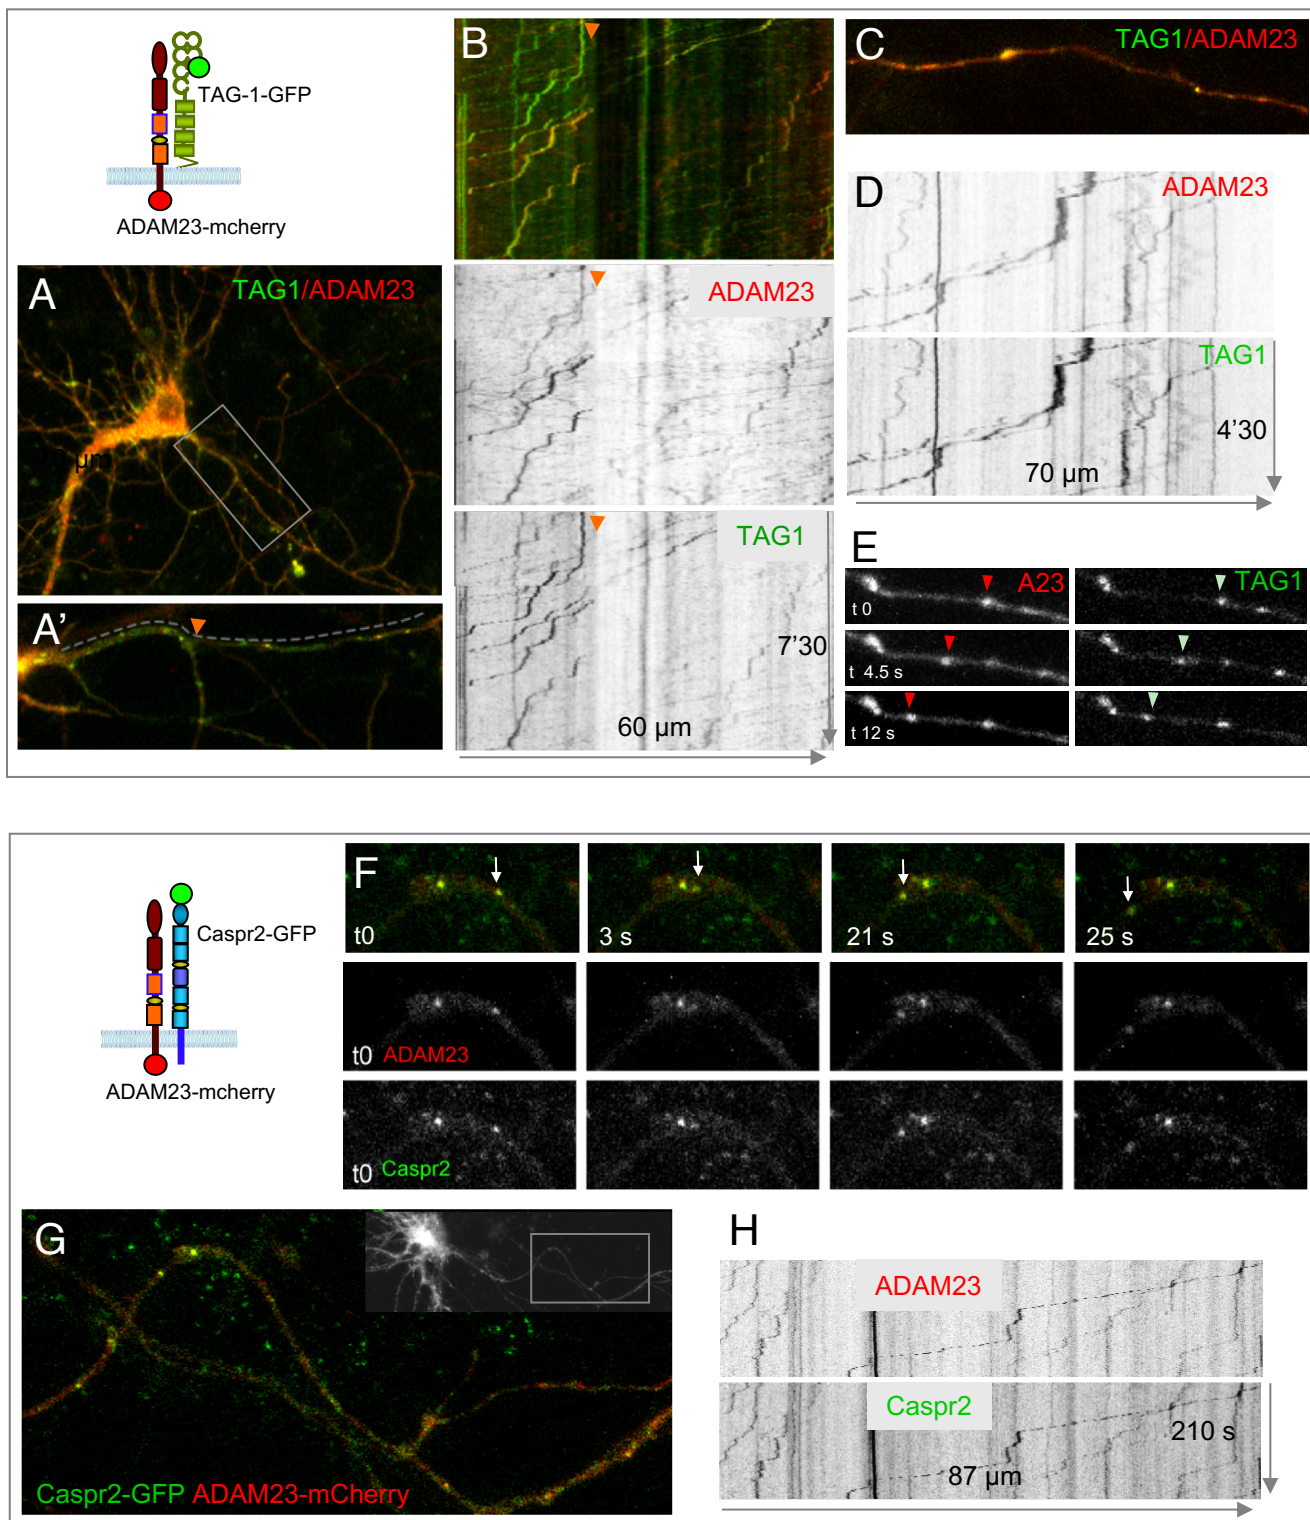 TAG-1-GFP
ADAM23-mcherry
A
TAG1/ADAM23
µm
A'
B
ADAM23
TAG1
7'30
60 µm
C
TAG1/ADAM23
D
ADAM23
TAG1
4'30
70 µm
E
A23
TAG1
t 0
t 4.5 s
t 12 s
Caspr2-GFP
ADAM23-mcherry
F
t0
3 s
21 s
25 s
t0 ADAM23
t0 Caspr2
G
Caspr2-GFP ADAM23-mCherry
H
ADAM23
Caspr2
210 s
87 µm